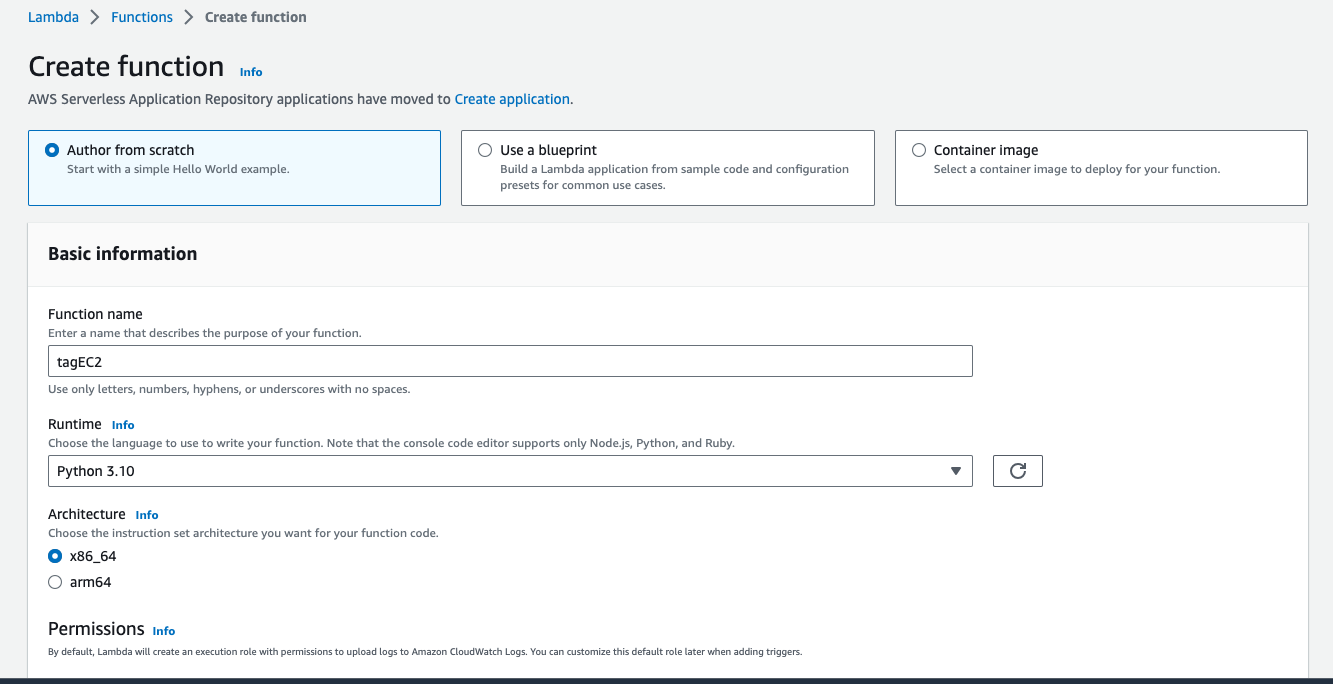 Lambda > Functions > Create function
Create function Info
AWS Serverless Application Repository applications have moved to Create application.
Author from scratch
Start with a simple Hello World example.
Use a blueprint
Build a Lambda application from sample code and configuration
presets for common use cases.
Container image
Select a container image to deploy for your function.
Basic information
Function name
Enter a name that describes the purpose of your function.
tagEC2
Use only letters, numbers, hyphens, or underscores with no spaces.
Runtime Info
Choose the language to use to write your function. Note that the console code editor supports only Node.js, Python, and Ruby.
Python 3.10
Architecture Info
Choose the instruction set architecture you want for your function code.
x86_64
arm64
Permissions Info
By default, Lambda will create an execution role with permissions to upload logs to Amazon CloudWatch Logs. You can customize this default role later when adding triggers.